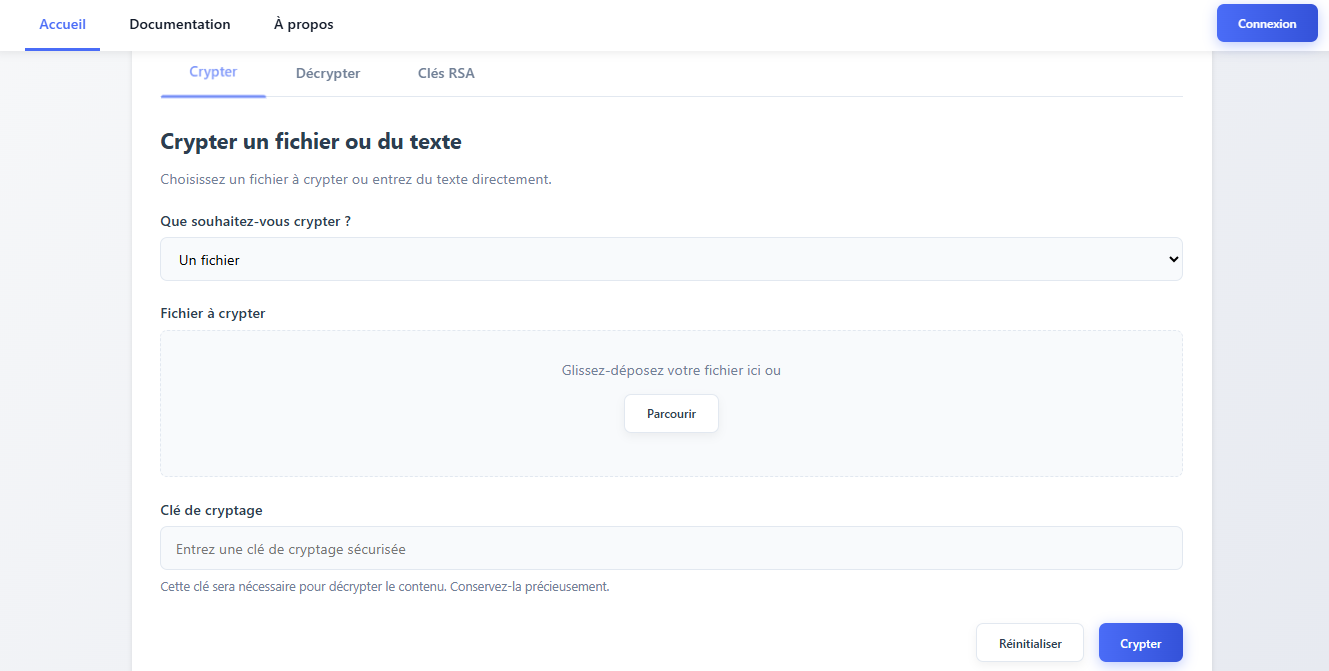 Accueil
Documentation
À propos
Connexion
Crypter
Décrypter
Clés RSA
Crypter un fichier ou du texte
Choisissez un fichier à crypter ou entrez du texte directement.
Que souhaitez-vous crypter ?
Un fichier
Fichier à crypter
Glissez-déposez votre fichier ici ou
Parcourir
Clé de cryptage
Entrez une clé de cryptage sécurisée
Cette clé sera nécessaire pour décrypter le contenu. Conservez-la précieusement.
Réinitialiser
Crypter